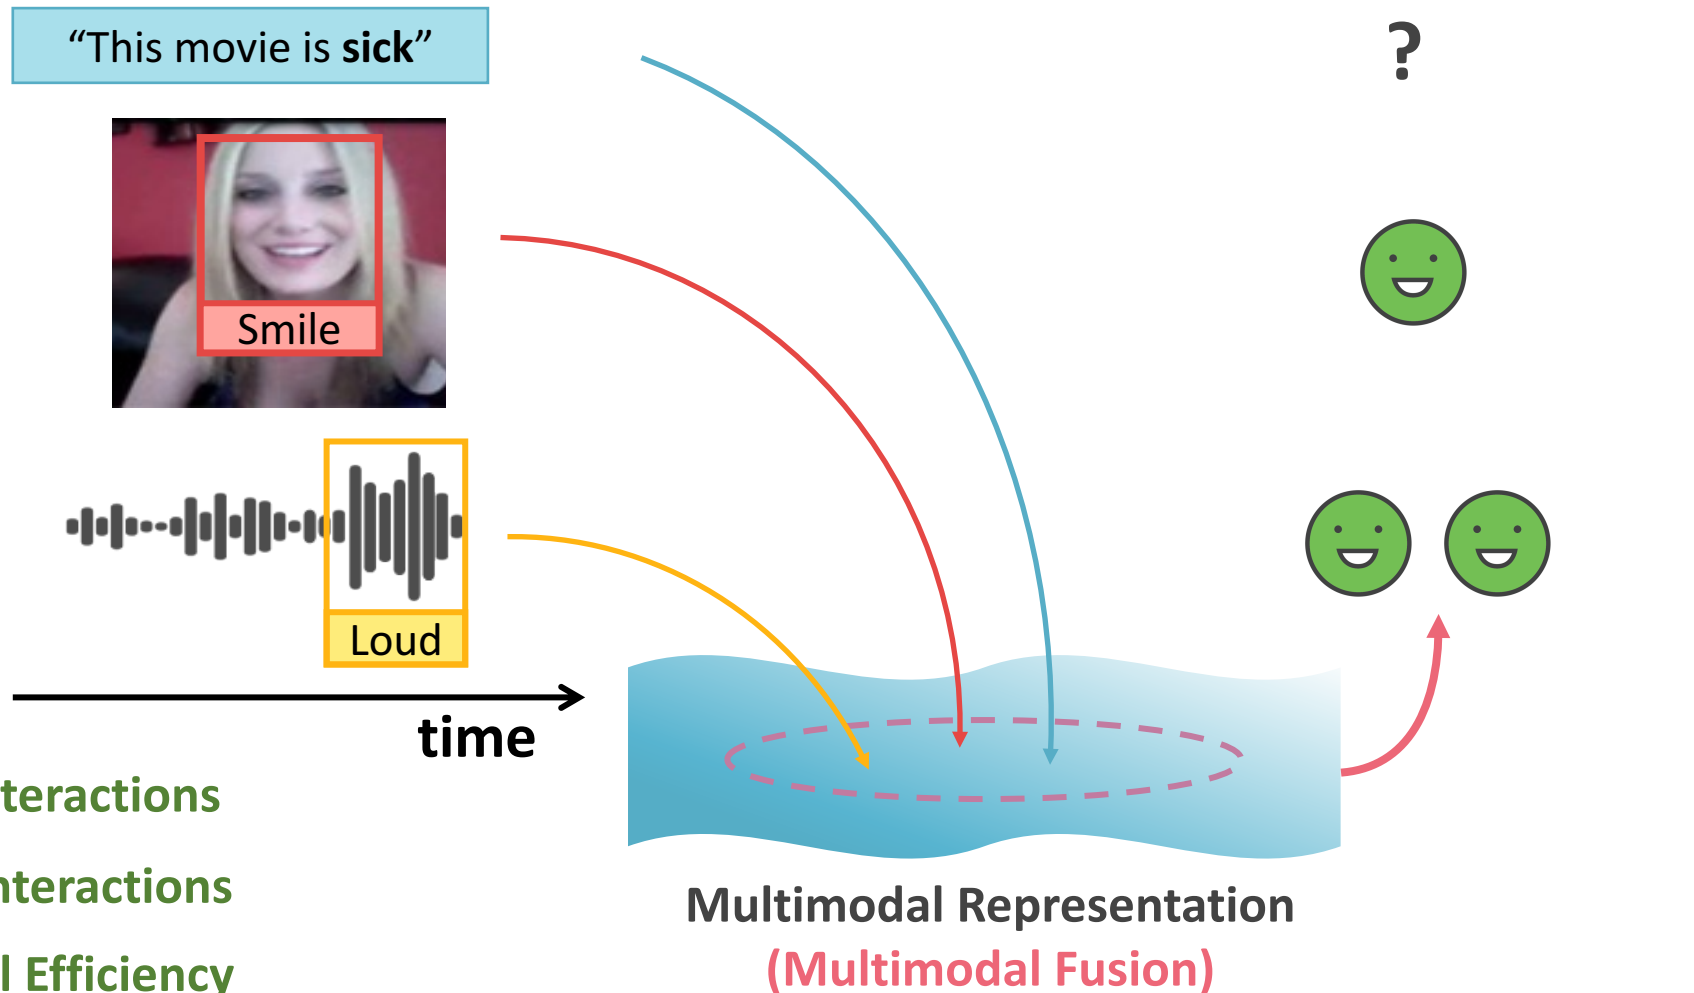 “This movie is sick”
?
Smile
Loud
time
teractions
nteractions
l Efficiency
Multimodal Representation
(Multimodal Fusion)